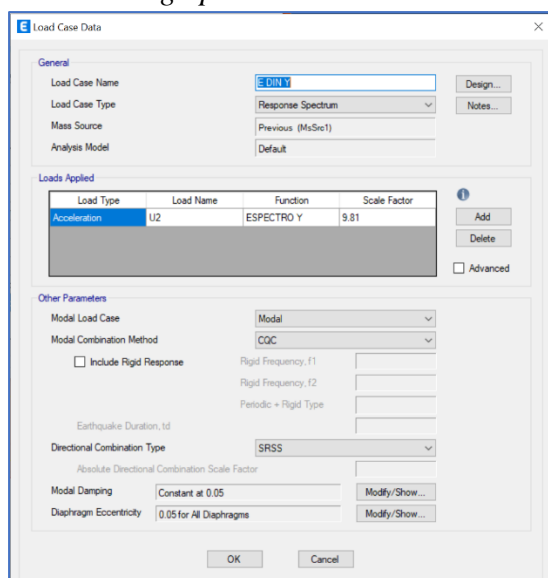 E Load Case Data
General
Load Case Name E DIN Y Design...
Load Case Type Response Spectrum Notes...
Mass Source Previous (MsSrc1)
Analysis Model Default
Loads Applied
Load Type Load Name Function Scale Factor
Acceleration U2 ESPECTRO Y 9.81 Add
Delete
Advanced
Other Parameters
Modal Load Case Modal
Modal Combination Method CQC
Include Rigid Response Rigid Frequency, f1
Rigid Frequency, f2
Periodic + Rigid Type
Earthquake Duration, td
Directional Combination Type SRSS
Absolute Directional Combination Scale Factor
Modal Damping Constant at 0.05 Modify/Show...
Diaphragm Eccentricity 0.05 for All Diaphragms Modify/Show...
OK Cancel